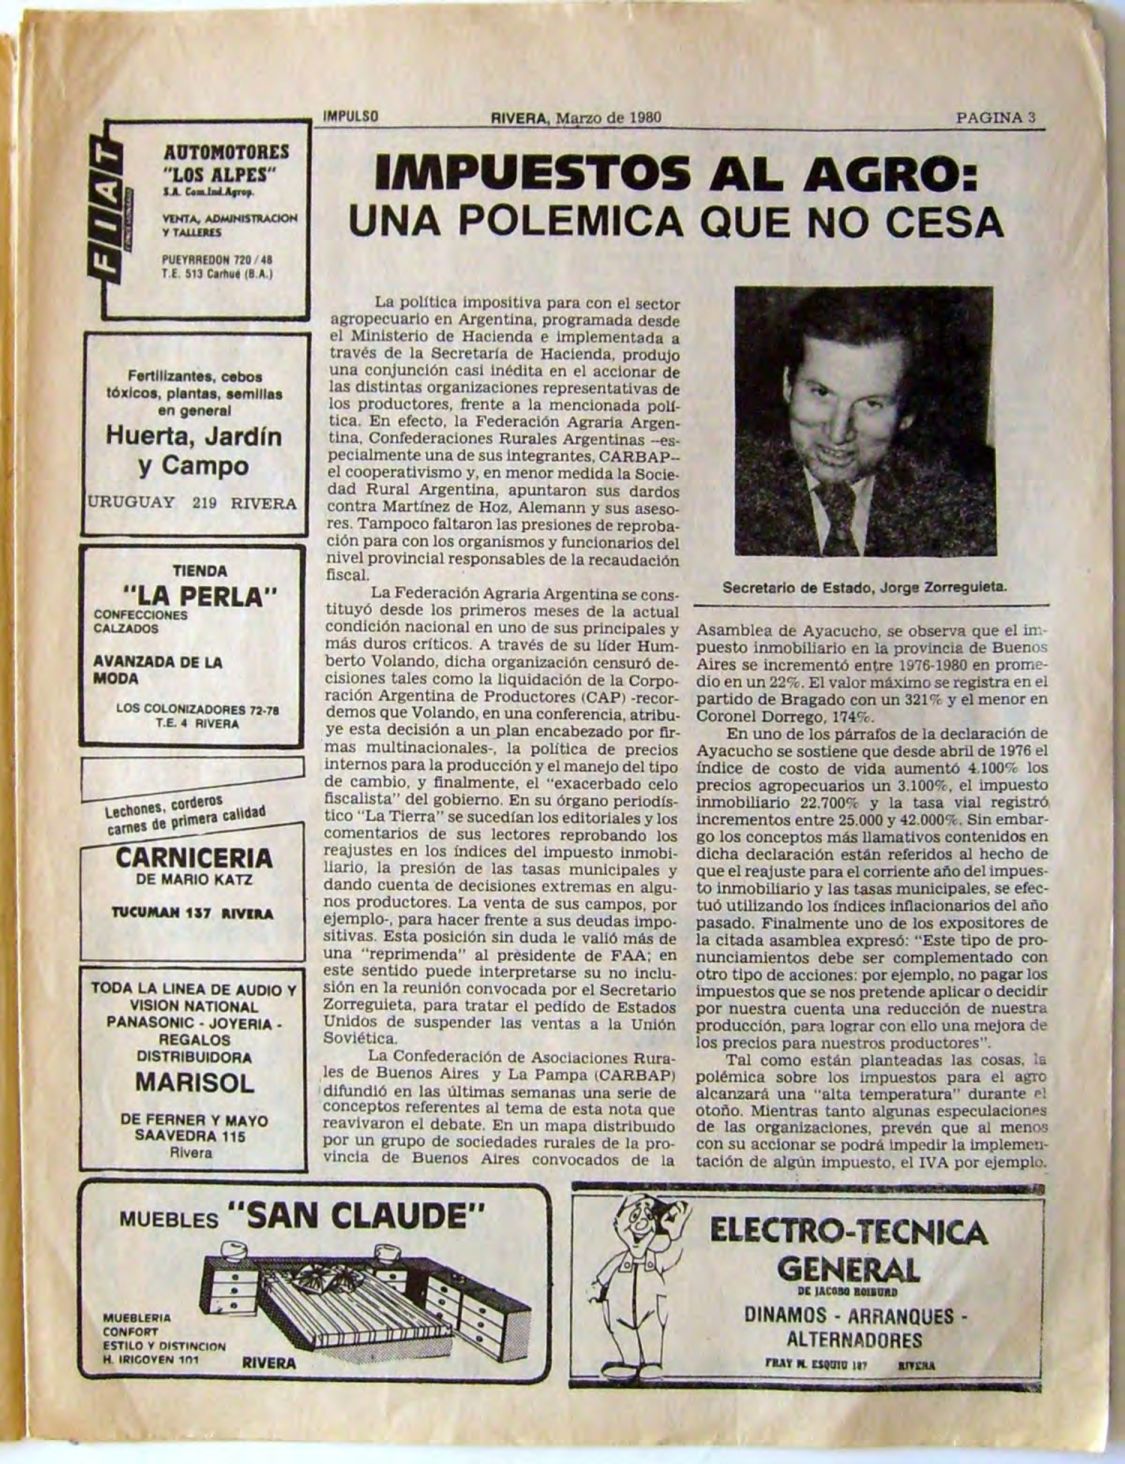 IMPULSO RIVERA, Marzo de 1980 PAGINA 3
FIAT
AUTOMOTORES
"LOS ALPES"
S.A. Com.Ind.Agrop.
VENTA, ADMINISTRACION
Y TALLERES
PUEYRREDON 720/48
T.E. 513 Carhué (B.A.)
Fertilizantes, cebos
tóxicos, plantas, semillas
en general
Huerta, Jardín
y Campo
URUGUAY 219 RIVERA
TIENDA
"LA PERLA"
CONFECCIONES
CALZADOS
AVANZADA DE LA
MODA
LOS COLONIZADORES 72-78
T.E. 4 RIVERA
Lechones, corderos
carnes de primera calidad
CARNICERIA
DE MARIO KATZ
TUCUMAN 137 RIVERA
TODA LA LINEA DE AUDIO Y
VISION NATIONAL
PANASONIC - JOYERIA -
REGALOS
DISTRIBUIDORA
MARISOL
DE FERNER Y MAYO
SAAVEDRA 115
Rivera
IMPUESTOS AL AGRO:
UNA POLEMICA QUE NO CESA
La política impositiva para con el sector
agropecuario en Argentina, programada desde
el Ministerio de Hacienda e implementada a
través de la Secretaría de Hacienda, produjo
una conjunción casi inédita en el accionar de
las distintas organizaciones representativas de
los productores, frente a la mencionada polí-
tica. En efecto, la Federación Agraria Argen-
tina, Confederaciones Rurales Argentinas --es-
pecialmente una de sus integrantes, CARBAP--
el cooperativismo y, en menor medida la Socie-
dad Rural Argentina, apuntaron sus dardos
contra Martínez de Hoz, Alemann y sus aseso-
res. Tampoco faltaron las presiones de reproba-
ción para con los organismos y funcionarios del
nivel provincial responsables de la recaudación
fiscal.
La Federación Agraria Argentina se cons-
tituyó desde los primeros meses de la actual
condición nacional en uno de sus principales y
más duros críticos. A través de su líder Hum-
berto Volando, dicha organización censuró de-
cisiones tales como la liquidación de la Corpo-
ración Argentina de Productores (CAP) -recor-
demos que Volando, en una conferencia, atribu-
ye esta decisión a un plan encabezado por fir-
mas multinacionales-, la política de precios
internos para la producción y el manejo del tipo
de cambio, y finalmente, el "exacerbado celo
fiscalista" del gobierno. En su órgano periodís-
tico "La Tierra" se sucedían los editoriales y los
comentarios de sus lectores reprobando los
reajustes en los índices del impuesto inmobi-
liario, la presión de las tasas municipales y
dando cuenta de decisiones extremas en algu-
nos productores. La venta de sus campos, por
ejemplo-, para hacer frente a sus deudas impo-
sitivas. Esta posición sin duda le valió más de
una "reprimenda" al presidente de FAA; en
este sentido puede interpretarse su no inclu-
sión en la reunión convocada por el Secretario
Zorreguieta, para tratar el pedido de Estados
Unidos de suspender las ventas a la Unión
Soviética.
La Confederación de Asociaciones Rura-
les de Buenos Aires y La Pampa (CARBAP)
difundió en las últimas semanas una serie de
conceptos referentes al tema de esta nota que
reavivaron el debate. En un mapa distribuido
por un grupo de sociedades rurales de la pro-
vincia de Buenos Aires convocados de la
Secretario de Estado, Jorge Zorreguieta.
Asamblea de Ayacucho, se observa que el im-
puesto inmobiliario en la provincia de Buenos
Aires se incrementó entre 1976-1980 en prome-
dio en un 22%. El valor máximo se registra en el
partido de Bragado con un 321% y el menor en
Coronel Dorrego, 174%.
En uno de los párrafos de la declaración de
Ayacucho se sostiene que desde abril de 1976 el
índice de costo de vida aumentó 4.100% los
precios agropecuarios un 3.100%, el impuesto
inmobiliario 22.700% y la tasa vial registró
incrementos entre 25.000 y 42.000%. Sin embar-
go los conceptos más llamativos contenidos en
dicha declaración están referidos al hecho de
que el reajuste para el corriente año del impues-
to inmobiliario y las tasas municipales, se efec-
tuó utilizando los índices inflacionarios del año
pasado. Finalmente uno de los expositores de
la citada asamblea expresó: "Este tipo de pro-
nunciamientos debe ser complementado con
otro tipo de acciones: por ejemplo, no pagar los
impuestos que se nos pretende aplicar o decidir
por nuestra cuenta una reducción de nuestra
producción, para lograr con ello una mejora de
los precios para nuestros productores".
Tal como están planteadas las cosas, la
polémica sobre los impuestos para el agro
alcanzará una "alta temperatura" durante el
otoño. Mientras tanto algunas especulaciones
de las organizaciones, prevén que al menos
con su accionar se podrá impedir la implemen-
tación de algún impuesto, el IVA por ejemplo.
MUEBLES "SAN CLAUDE"
MUEBLERIA
CONFORT
ESTILO Y DISTINCION
H. IRIGOYEN 101 RIVERA
ELECTRO-TECNICA
GENERAL
DE JACOBO ROIBURD
DINAMOS - ARRANQUES -
ALTERNADORES
FRAY M. ESQUIU 187 RIVERA